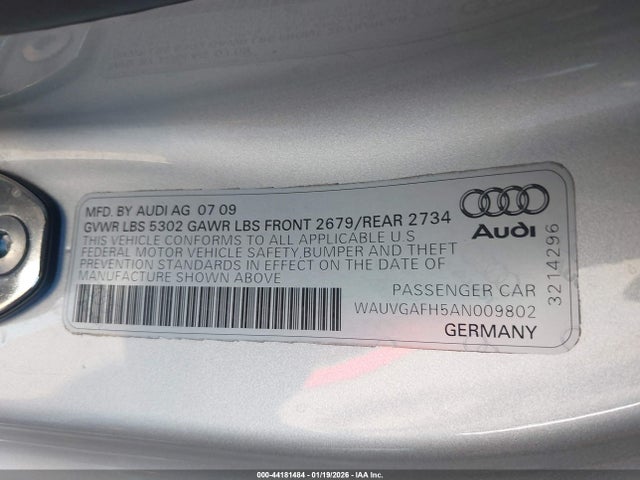 MFD. BY AUDI AG 07 09
GVWR LBS 5302 GAWR LBS FRONT 2679/REAR 2734
THIS VEHICLE CONFORMS TO ALL APPLICABLE U S
FEDERAL MOTOR VEHICLE SAFETY,BUMPER AND THEFT
PREVENTION STANDARDS IN EFFECT ON THE DATE OF
MANUFACTURE SHOWN ABOVE
PASSENGER CAR
WAUVGAFH5AN009802
GERMANY
Audi
3214296
000-44181484 - 01/19/2026 - IAAI Inc.